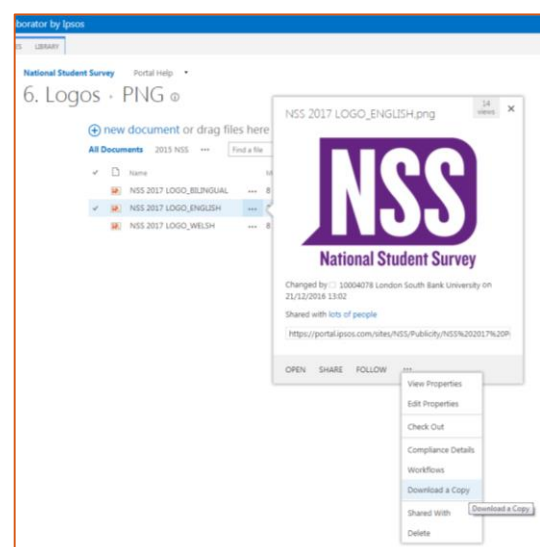 borator by Ipsos
ES LIBRARY
National Student Survey Portal Help
6. Logos · PNG
new document or drag files here
All Documents 2015 NSS ... Find a file
Name
NSS 2017 LOGO_BILINGUAL ... 8
NSS 2017 LOGO_ENGLISH ...
NSS 2017 LOGO_WELSH ... 8
NSS 2017 LOGO_ENGLISH.png
14
views
NSS
National Student Survey
Changed by 10004078 London South Bank University on
21/12/2016 13:02
Shared with lots of people
https://portal.ipsos.com/sites/NSS/Publicity/NSS%202017%20P
OPEN SHARE FOLLOW ...
View Properties
Edit Properties
Check Out
Compliance Details
Workflows
Download a Copy
Download a Copy
Shared With
Delete